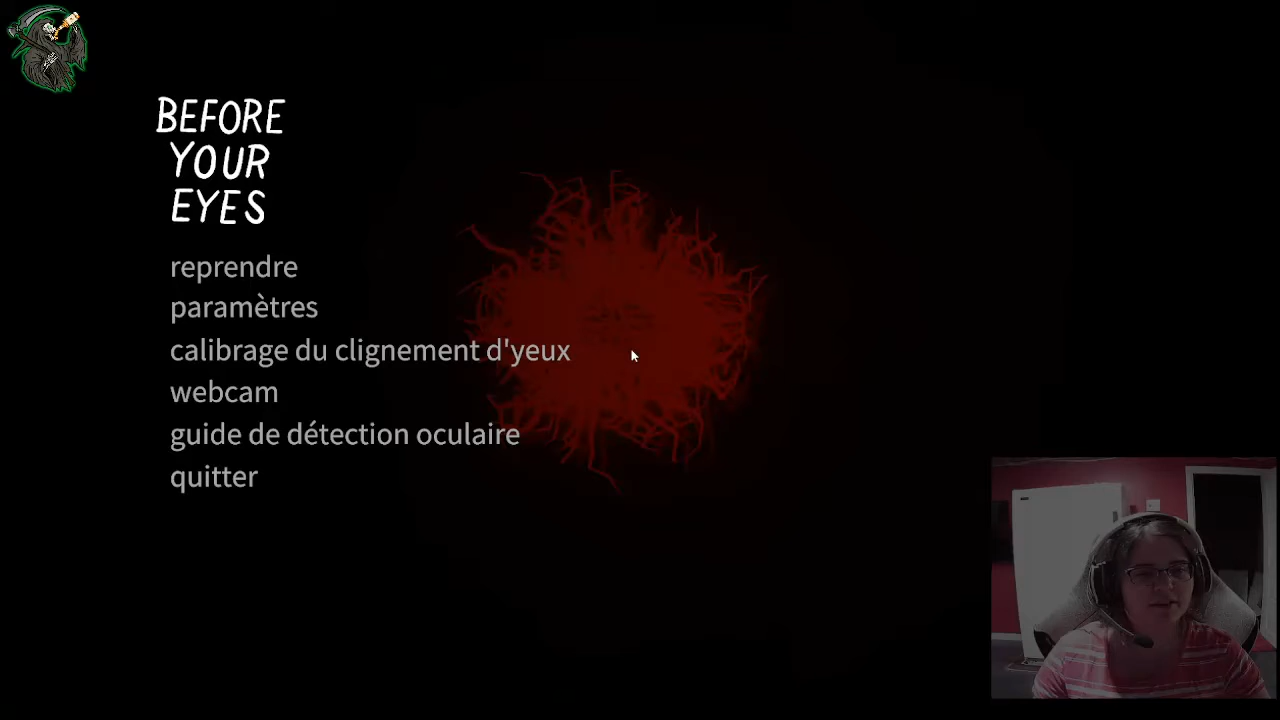 BEFORE
YOUR
EYES
reprendre
paramètres
calibrage du clignement d'yeux
webcam
guide de détection oculaire
quitter